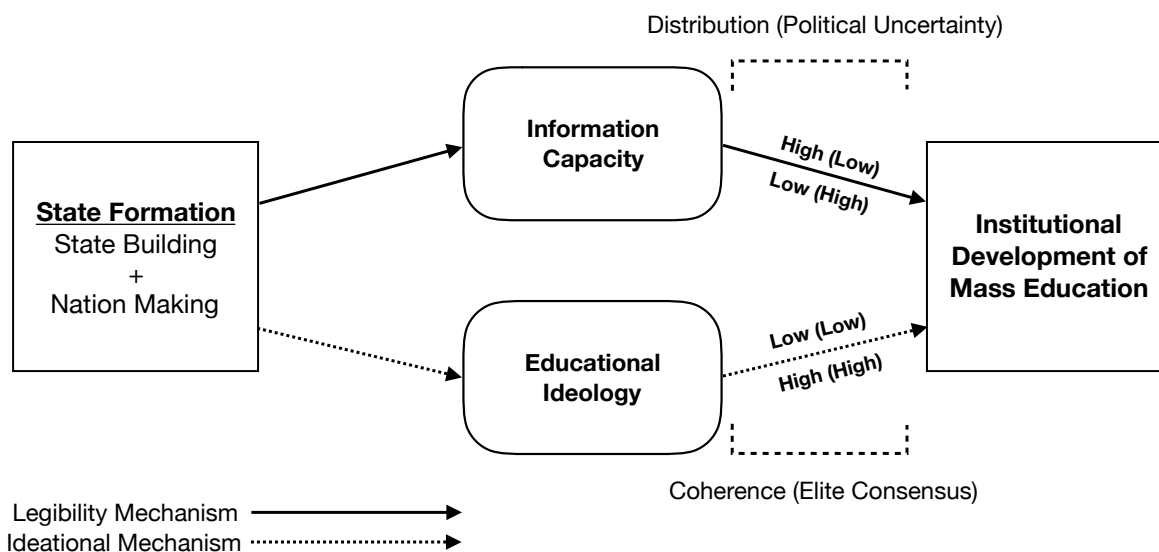 Distribution (Political Uncertainty)
Information
Capacity
High (Low)
Low (High)
State Formation
State Building
+
Nation Making
Institutional
Development of
Mass Education
Educational
Ideology
Low (Low)
High (High)
Coherence (Elite Consensus)
Legibility Mechanism
Ideational Mechanism